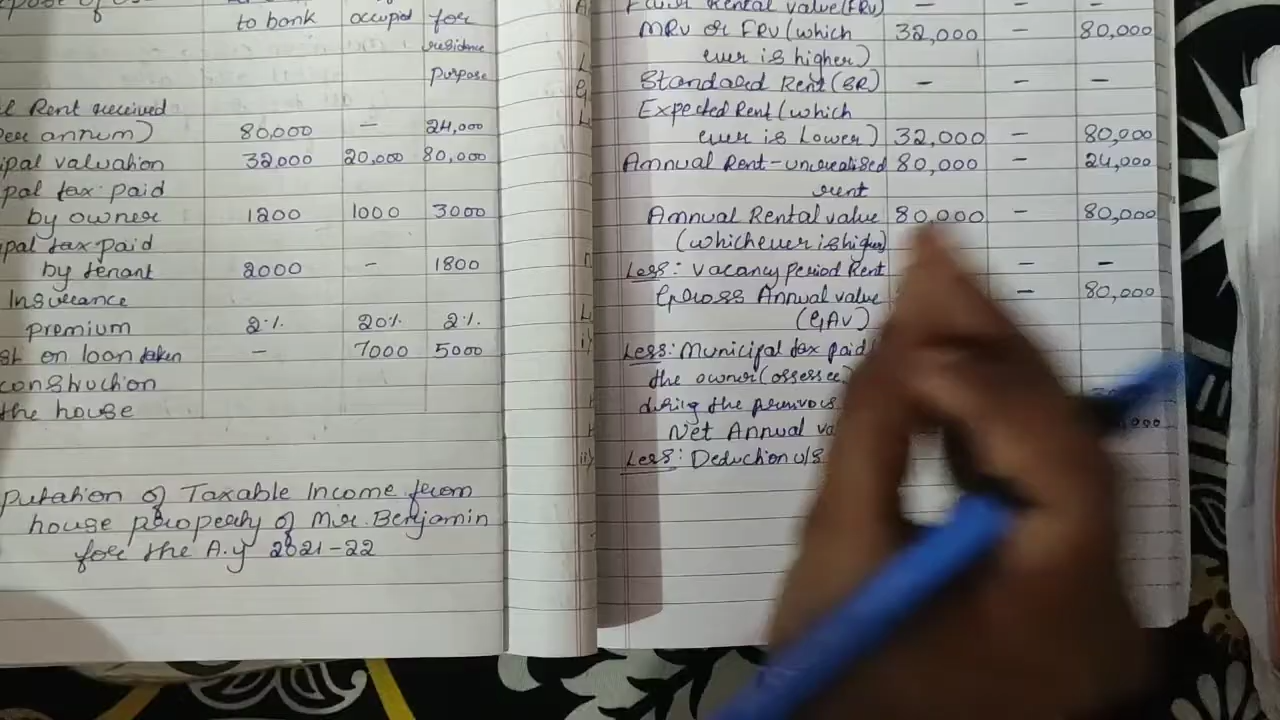 to bank occupied for
residence
purpose
Rent received
annum) 80,000 — 24,000
valuation 32000 20,000 80,000
tax paid
by owner 1200 1000 3000
tax paid
by tenant 2000 — 1800
Insurance
premium 2% 20% 2%
on loan taken — 7000 5000
construction
the house
of Taxable Income from
house property of Mr. Benjamin
for the A.y 2021-22
Rental value (FRV) — — —
MRV or FRV (which 32,000 — 80,000
ever is higher)
Standard Rent (SR) — — —
Expected Rent (which
ever is Lower) 32,000 — 80,000
Annual Rent-unrealised 80,000 — 24,000
rent
Annual Rental value 80,000 — 80,000
(whichever is higher)
Less: Vacancy Period Rent — —
Gross Annual value — 80,000
(GAV)
Less: Municipal tax paid
the owner (assessee)
during the previous
Net Annual
Less: Deduction u/s